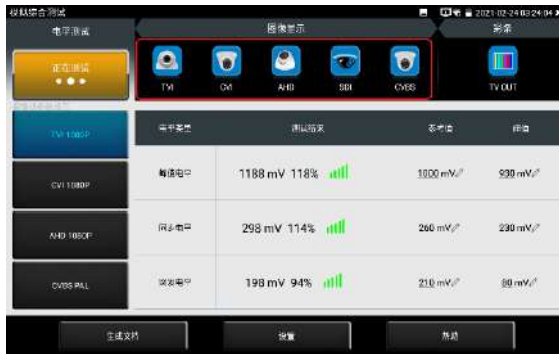 模拟综合测试
2021-02-24 03:24:04
电平测试
图像显示
彩条
正在测试
TVI
CVI
AHD
SDI
CVBS
TV OUT
TVI 1080P
电平类型
测试结果
参考值
阈值
峰值电平
1188 mV 118%
1000 mV
930 mV
CVI 1080P
同步电平
298 mV 114%
260 mV
230 mV
AHD 1080P
突发电平
198 mV 94%
210 mV
80 mV
CVBS PAL
生成文档
设置
帮助